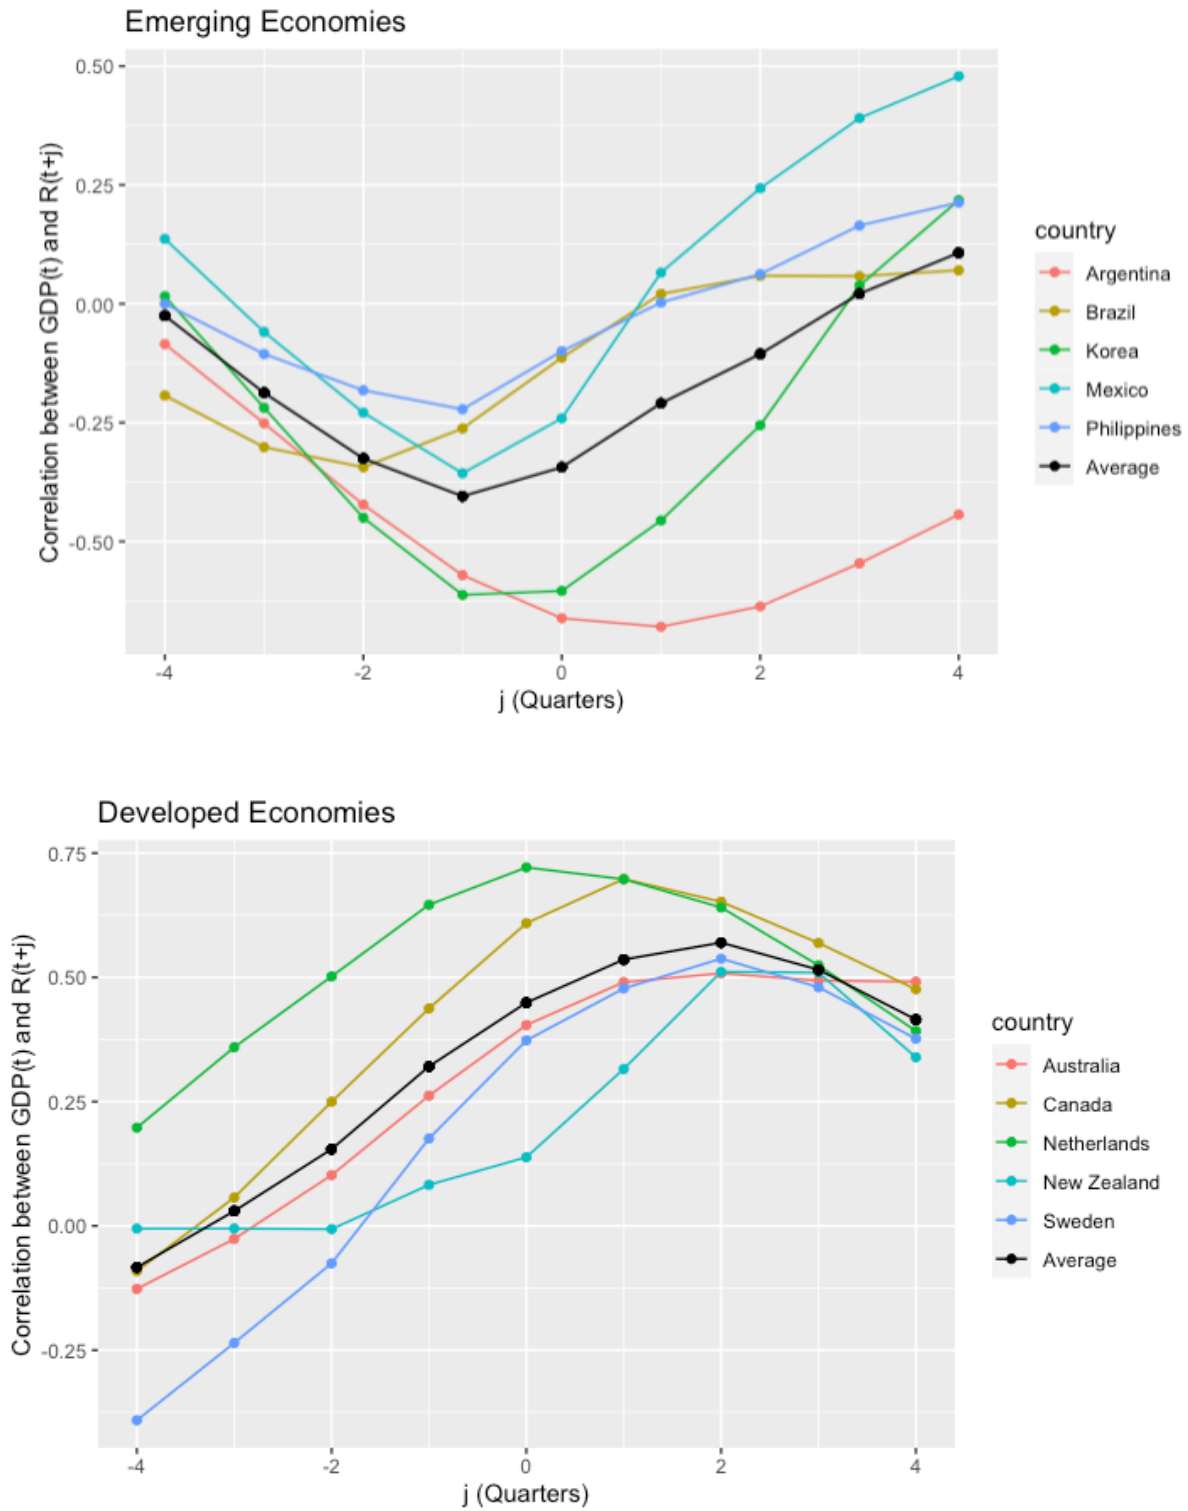 Emerging Economies
Correlation between GDP(t) and R(t+j)
0.50
0.25
0.00
-0.25
-0.50
-4
-2
0
2
4
j (Quarters)
country
Argentina
Brazil
Korea
Mexico
Philippines
Average
Developed Economies
Correlation between GDP(t) and R(t+j)
0.75
0.50
0.25
0.00
-0.25
-4
-2
0
2
4
j (Quarters)
country
Australia
Canada
Netherlands
New Zealand
Sweden
Average